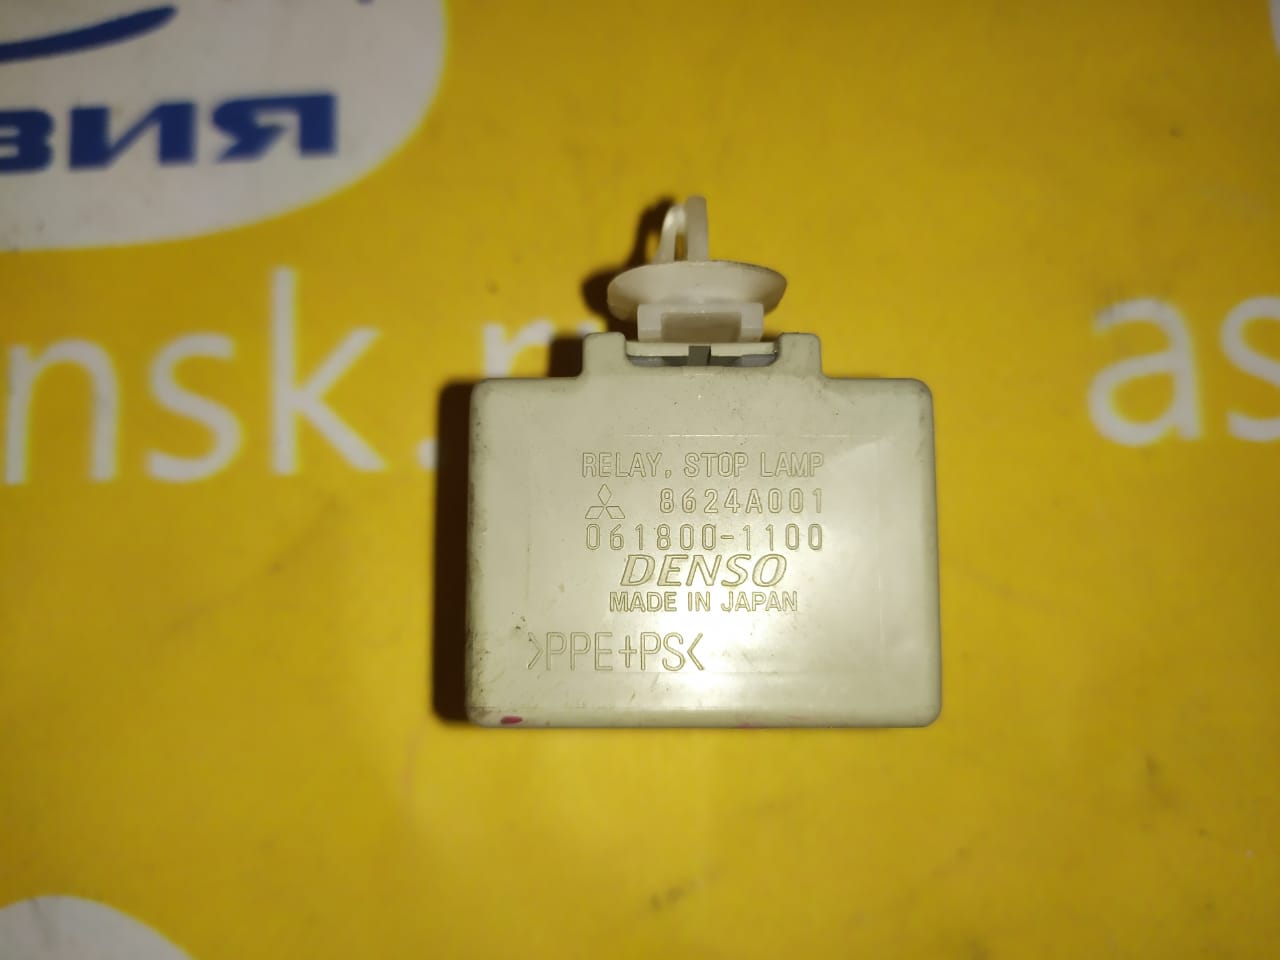 вия
nsk.r
as
RELAY, STOP LAMP
8624A001
061800-1100
DENSO
MADE IN JAPAN
>PPE+PS<